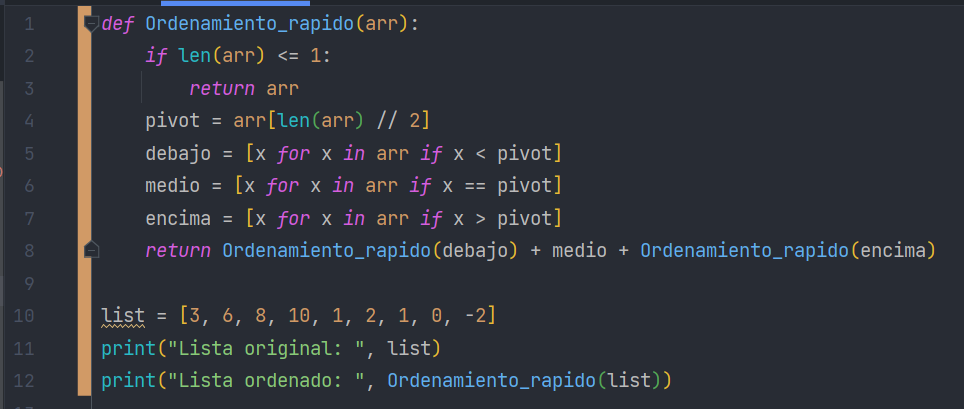 1 def Ordenamiento_rapido(arr):
2 if len(arr) <= 1:
3 return arr
4 pivot = arr[len(arr) // 2]
5 debajo = [x for x in arr if x < pivot]
6 medio = [x for x in arr if x == pivot]
7 encima = [x for x in arr if x > pivot]
8 return Ordenamiento_rapido(debajo) + medio + Ordenamiento_rapido(encima)
9
10 list = [3, 6, 8, 10, 1, 2, 1, 0, -2]
11 print("Lista original: ", list)
12 print("Lista ordenado: ", Ordenamiento_rapido(list))